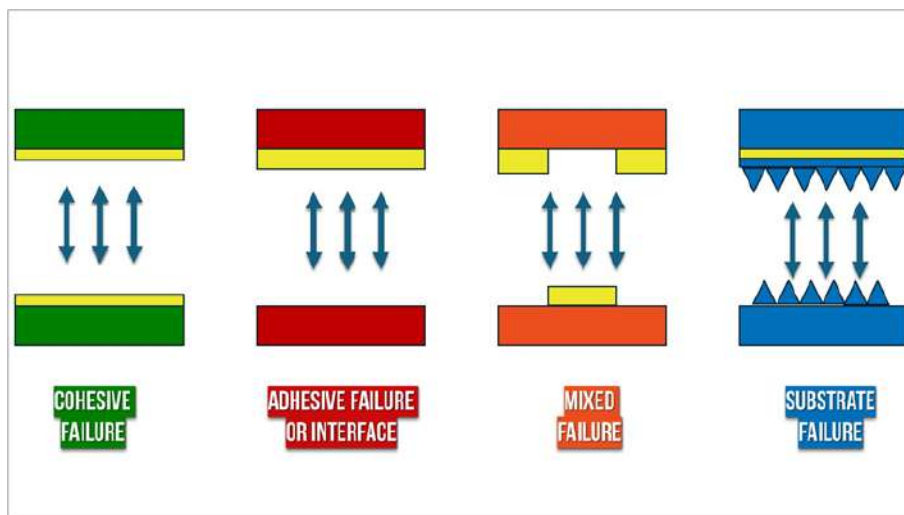 COHESIVE
FAILURE
ADHESIVE FAILURE
OR INTERFACE
MIXED
FAILURE
SUBSTRATE
FAILURE